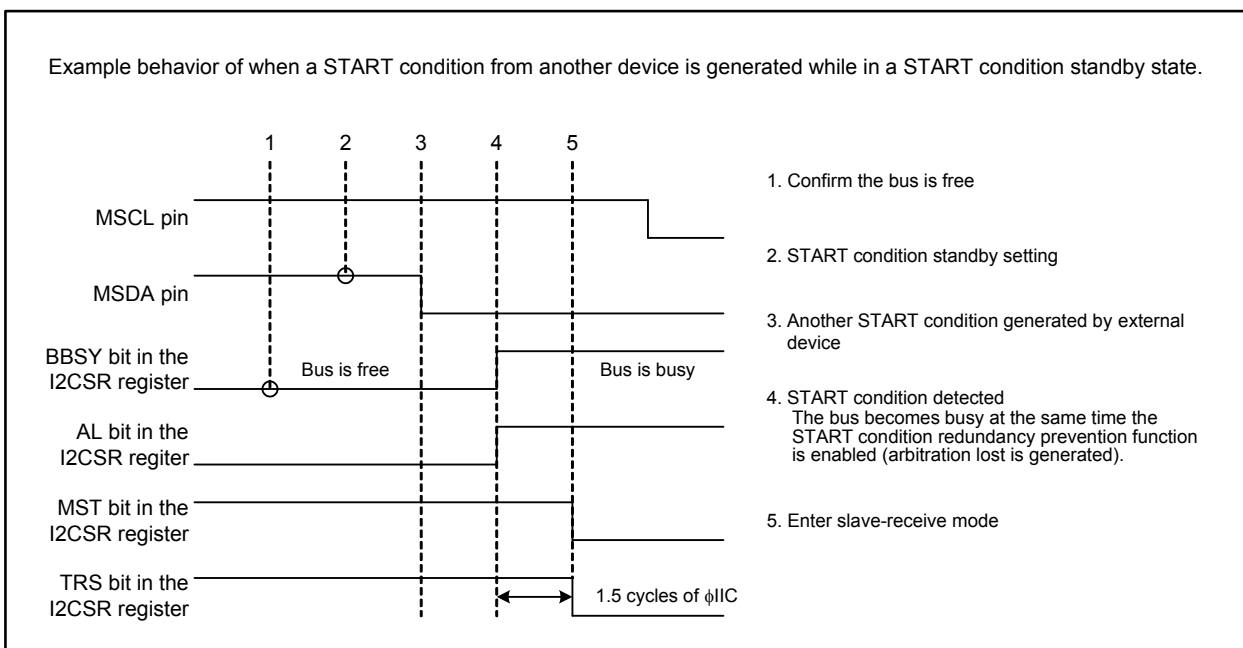 Example behavior of when a START condition from another device is generated while in a START condition standby state.
1 2 3 4 5
MSCL pin
MSDA pin
BBSY bit in the
I2CSR register
Bus is free
Bus is busy
AL bit in the
I2CSR regiter
MST bit in the
I2CSR register
TRS bit in the
I2CSR register
1.5 cycles of ϕIIC
1. Confirm the bus is free
2. START condition standby setting
3. Another START condition generated by external
device
4. START condition detected
The bus becomes busy at the same time the
START condition redundancy prevention function
is enabled (arbitration lost is generated).
5. Enter slave-receive mode